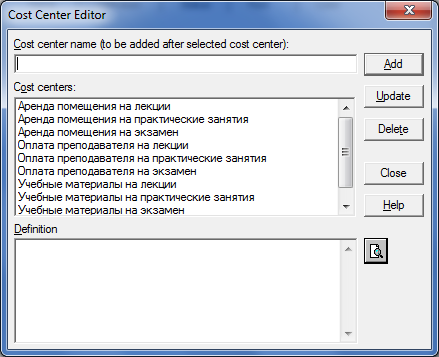 Cost Center Editor
Cost center name (to be added after selected cost center):
Add
Cost centers:
Update
Аренда помещения на лекции
Аренда помещения на практические занятия
Аренда помещения на экзамен
Delete
Оплата преподавателя на лекции
Оплата преподавателя на практические занятия
Оплата преподавателя на экзамен
Close
Учебные материалы на лекции
Учебные материалы на практические занятия
Учебные материалы на экзамен
Help
Definition